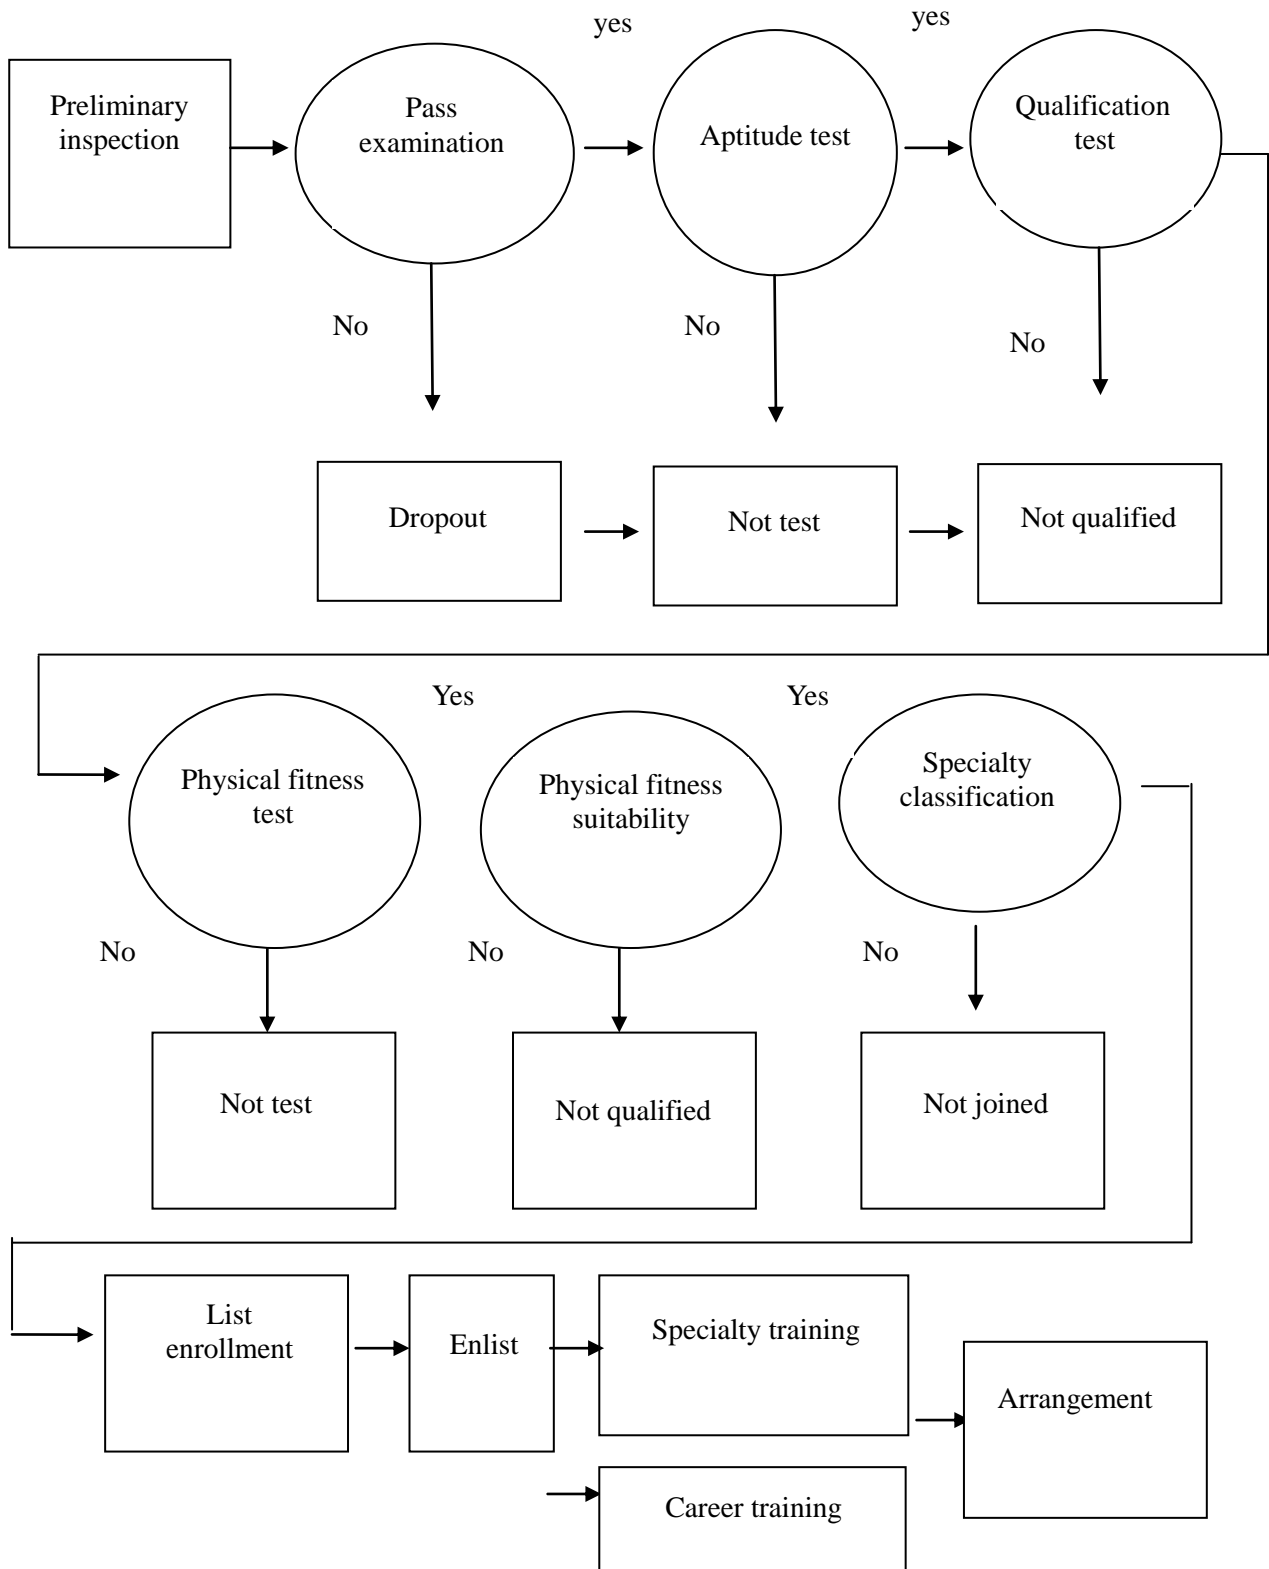 yes
yes
Preliminary
inspection
Pass
examination
Aptitude test
Qualification
test
No
No
No
Dropout
Not test
Not qualified
Yes
Yes
Physical fitness
test
Physical fitness
suitability
Specialty
classification
No
No
No
Not test
Not qualified
Not joined
List
enrollment
Enlist
Specialty training
Arrangement
Career training